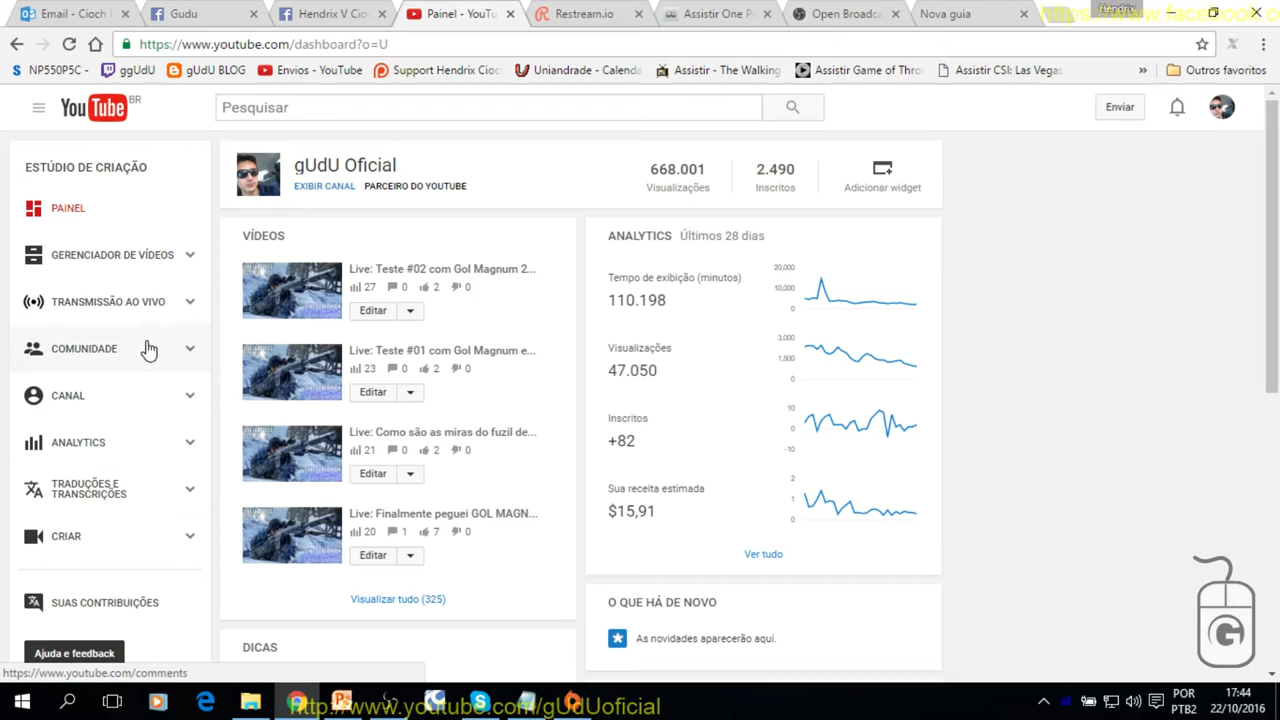 Email - Cioch
Gudu
Hendrix V Cioc
Painel - YouTu
Restream.io
Assistir One P
Open Broadca
Nova guia
Hendrix
https://www.facebook.c
https://www.youtube.com/dashboard?o=U
NP550P5C-
ggUdU
gUdU BLOG
Envios - YouTube
Support Hendrix Cioc
Uniandrade - Calendá
Assistir - The Walking
Assistir Game of Thro
Assistir CSI: Las Vegas
»
Outros favoritos
YouTube BR
Pesquisar
Enviar
ESTÚDIO DE CRIAÇÃO
PAINEL
GERENCIADOR DE VÍDEOS
TRANSMISSÃO AO VIVO
COMUNIDADE
CANAL
ANALYTICS
TRADUÇÕES E
TRANSCRIÇÕES
CRIAR
SUAS CONTRIBUIÇÕES
Ajuda e feedback
https://www.youtube.com/comments
gUdU Oficial
EXIBIR CANAL PARCEIRO DO YOUTUBE
668.001
Visualizações
2.490
Inscritos
Adicionar widget
VÍDEOS
Live: Teste #02 com Gol Magnum 2...
27 0 2 0
Editar
Live: Teste #01 com Gol Magnum e...
23 0 2 0
Editar
Live: Como são as miras do fuzil de...
21 0 2 0
Editar
Live: Finalmente peguei GOL MAGN...
20 1 7 0
Editar
Visualizar tudo (325)
DICAS
ANALYTICS Últimos 28 dias
Tempo de exibição (minutos)
110.198
20,000
10,000
0
Visualizações
47.050
3,000
1,500
0
Inscritos
+82
10
0
-10
Sua receita estimada
$15,91
2
1
0
Ver tudo
O QUE HÁ DE NOVO
As novidades aparecerão aqui.
G
http://www.youtube.com/gUdUoficial
POR
PTB2
17:44
22/10/2016